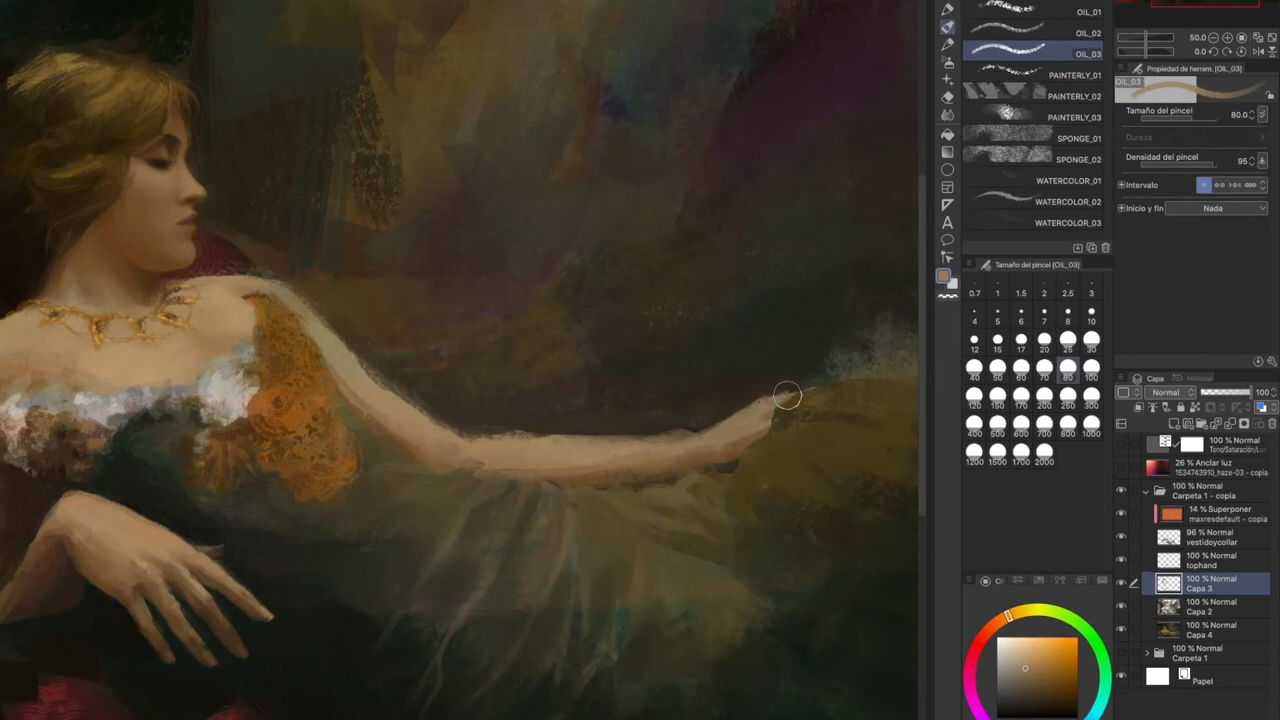 OIL_01
OIL_02
OIL_03
PAINTERLY_01
PAINTERLY_02
PAINTERLY_03
SPONGE_01
SPONGE_02
WATERCOLOR_01
WATERCOLOR_02
WATERCOLOR_03
Tamaño del pincel [OIL_03]
0.7 1 1.5 2 2.5 3
4 5 6 7 8 10
12 15 17 20 25 30
40 50 60 70 80 100
120 150 170 200 250 300
400 500 600 700 800 1000
1200 1500 1700 2000
50.0
0.0
Propiedad de herram. [OIL_03]
OIL_03
Tamaño del pincel 80.0
Dureza
Densidad del pincel 95
Intervalo
Inicio y fin Nada
Capa Historial
Normal 100
100 % Normal
Tono/Saturación/Lu
26 % Anclar luz
1534743910_haze-03 - copia
100 % Normal
Carpeta 1 - copia
14 % Superponer
maxresdefault - copia
96 % Normal
vestidoycollar
100 % Normal
tophand
100 % Normal
Capa 3
100 % Normal
Capa 2
100 % Normal
Capa 4
100 % Normal
Carpeta 1
Papel